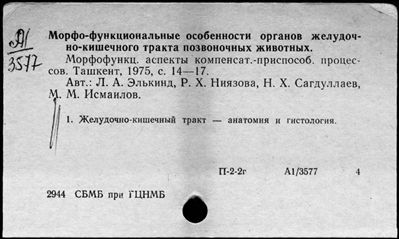 А1
3577
Морфо-функциональные особенности органов желудоч-
но-кишечного тракта позвоночных животных.
Морфофункц. аспекты компенсат.-приспособ. процес-
сов. Ташкент, 1975, с. 14—17.
Авт.: Л. А. Элькинд, Р. Х. Ниязова, Н. Х. Сагдуллаев,
М. М. Исмаилов.
1. Желудочно-кишечный тракт — анатомия и гистология.
П-2-2г А1/3577 4
2944 СБМБ при ГЦНМБ